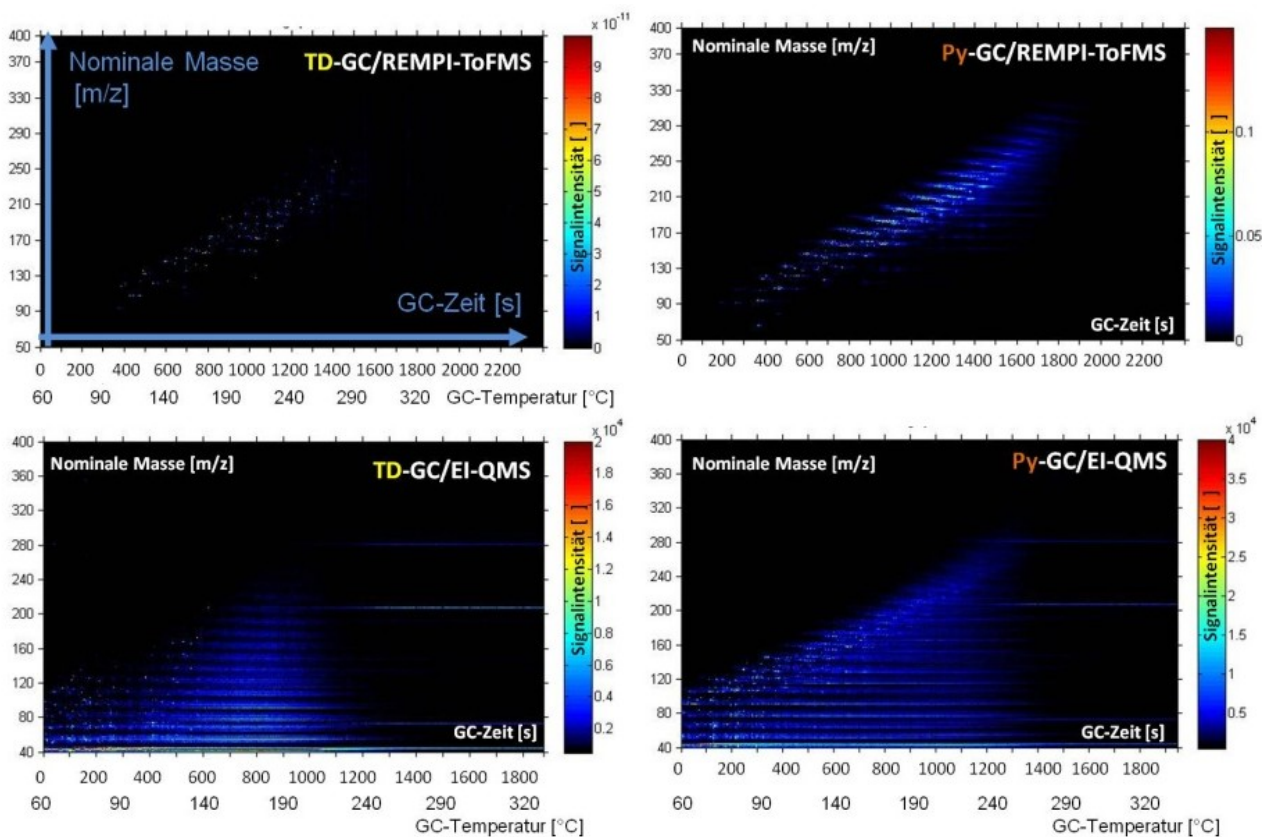 x 10-11
400
Nominale Masse
[m/z]
TD-GC/REMPI-ToFMS
370
330
290
250
210
170
130
90
50
GC-Zeit [s]
9
8
7
6
5
4
3
2
1
0
Signalintensität [ ]
0 200 400 600 800 1000 1200 1400 1600 1800 2000 2200
60 90 140 190 240 290 320 GC-Temperatur [°C]
400
Nominale Masse [m/z]
Py-GC/REMPI-ToFMS
370
330
290
250
210
170
130
90
50
GC-Zeit [s]
0.1
0.05
0
Signalintensität [ ]
0 200 400 600 800 1000 1200 1400 1600 1800 2000 2200
x 10^4
400
Nominale Masse [m/z]
TD-GC/EI-QMS
360
320
280
240
200
160
120
80
40
GC-Zeit [s]
2
1.8
1.6
1.4
1.2
1
0.8
0.6
0.4
0.2
Signalintensität [ ]
0 200 400 600 800 1000 1200 1400 1600 1800
60 90 140 190 290 320
GC-Temperatur [°C]
x 10^4
400
Nominale Masse [m/z]
Py-GC/EI-QMS
360
320
280
240
200
160
120
80
40
GC-Zeit [s]
4
3.5
3
2.5
2
1.5
1
0.5
Signalintensität [ ]
0 200 400 600 800 1000 1200 1400 1600 1800
60 90 140 190 240 290 320
GC-Temperatur [°C]